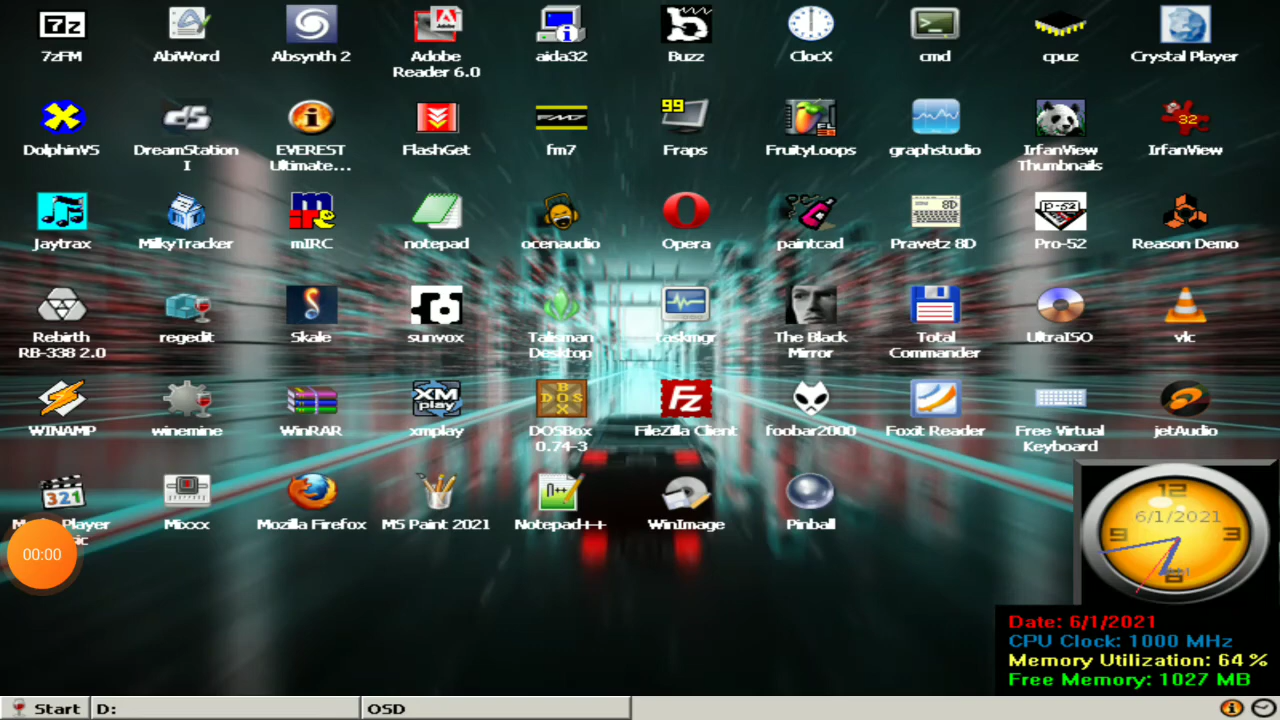 7zFM
AbiWord
Absynth 2
Adobe
Reader 6.0
aida32
Buzz
ClocX
cmd
cpuz
Crystal Player
DolphinVS
DreamStation
I
EVEREST
Ultimate...
FlashGet
fm7
Fraps
FruityLoops
graphstudio
IrfanView
Thumbnails
IrfanView
Jaytrax
MilkyTracker
mIRC
notepad
ocenaudio
Opera
paintcad
Pravetz 8D
Pro-52
Reason Demo
Rebirth
RB-338 2.0
regedit
Skale
sunvox
Talisman
Desktop
taskmgr
The Black
Mirror
Total
Commander
UltraISO
vlc
WINAMP
winemine
WinRAR
xmplay
DOSBox
0.74-3
FileZilla Client
foobar2000
Foxit Reader
Free Virtual
Keyboard
jetAudio
Player
Mixxx
Mozilla Firefox
MS Paint 2021
Notepad++
WinImage
Pinball
00:00
12
6/1/2021
9
3
6
Date: 6/1/2021
CPU Clock: 1000 MHz
Memory Utilization: 64 %
Free Memory: 1027 MB
Start
D:
OSD